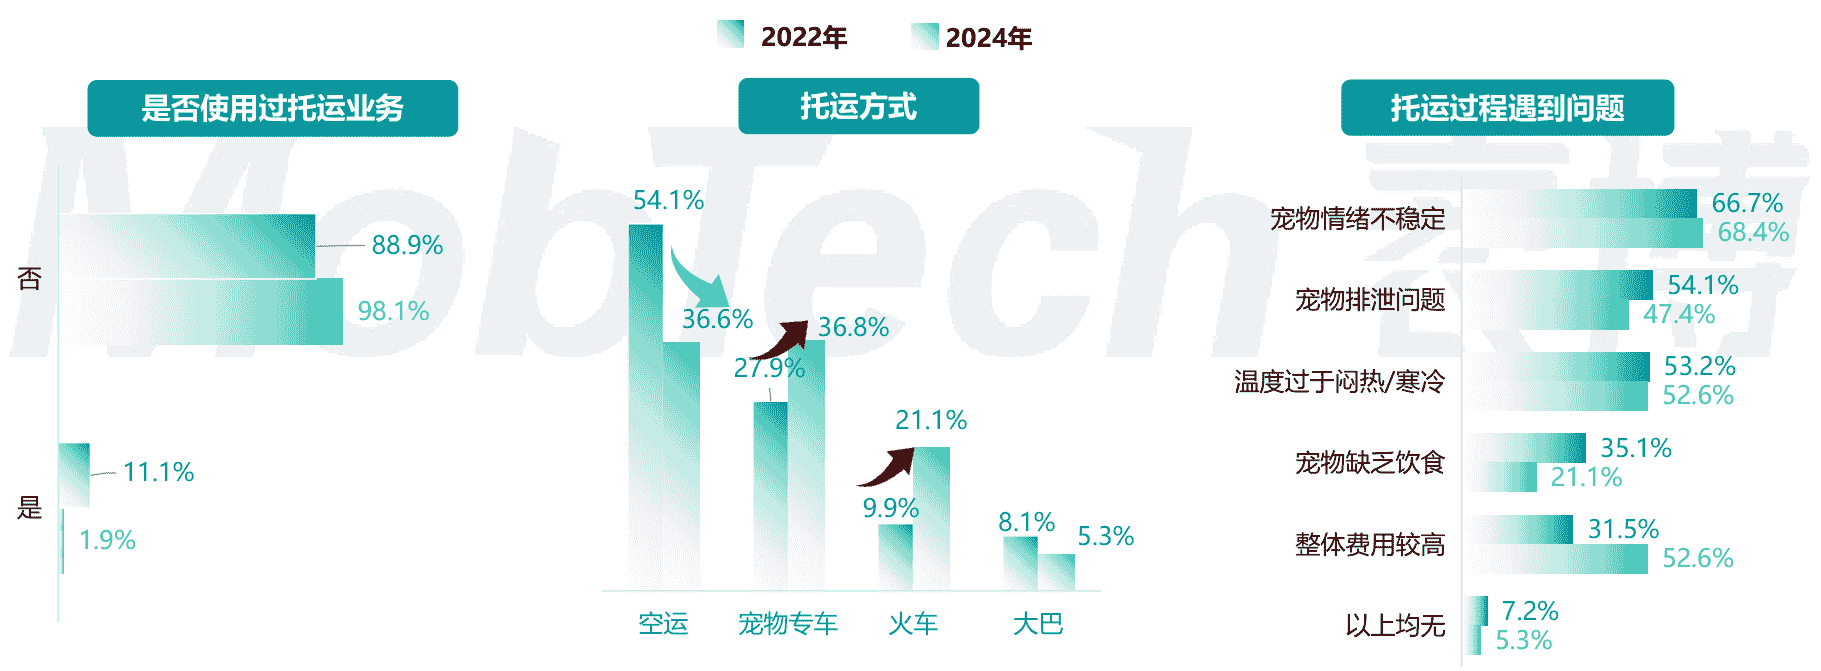 2022年
2024年
是否使用过托运业务
否
88.9%
98.1%
是
11.1%
1.9%
托运方式
54.1%
36.6%
27.9%
36.8%
9.9%
21.1%
8.1%
5.3%
空运
宠物专车
火车
大巴
托运过程遇到问题
宠物情绪不稳定
66.7%
68.4%
宠物排泄问题
54.1%
47.4%
温度过于闷热/寒冷
53.2%
52.6%
宠物缺乏饮食
35.1%
21.1%
整体费用较高
31.5%
52.6%
以上均无
7.2%
5.3%
MobTech 袤博